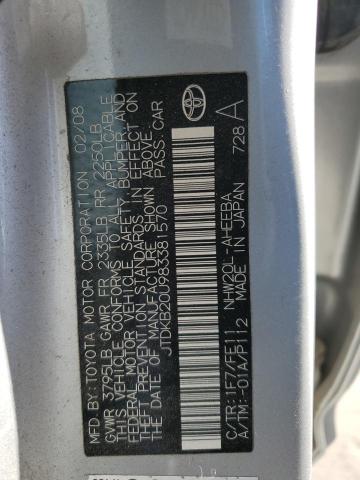 MFD BY: TOYOTA MOTOR CORPORATION 02/08
GVWR 3795LB GAWR FR 2335LB RR 2250LB
THIS VEHICLE CONFORMS TO ALL APPLICABLE
FEDERAL MOTOR VEHICLE SAFETY, BUMPER, AND
THEFT PREVENTION STANDARDS IN EFFECT ON
THE DATE OF MANUFACTURE SHOWN ABOVE.
JTDKB20U983381570 PASS. CAR
C/TR:1F7/FE11 NHW20L-AHEEBA
A/TM:-01A/P112 MADE IN JAPAN 728 A